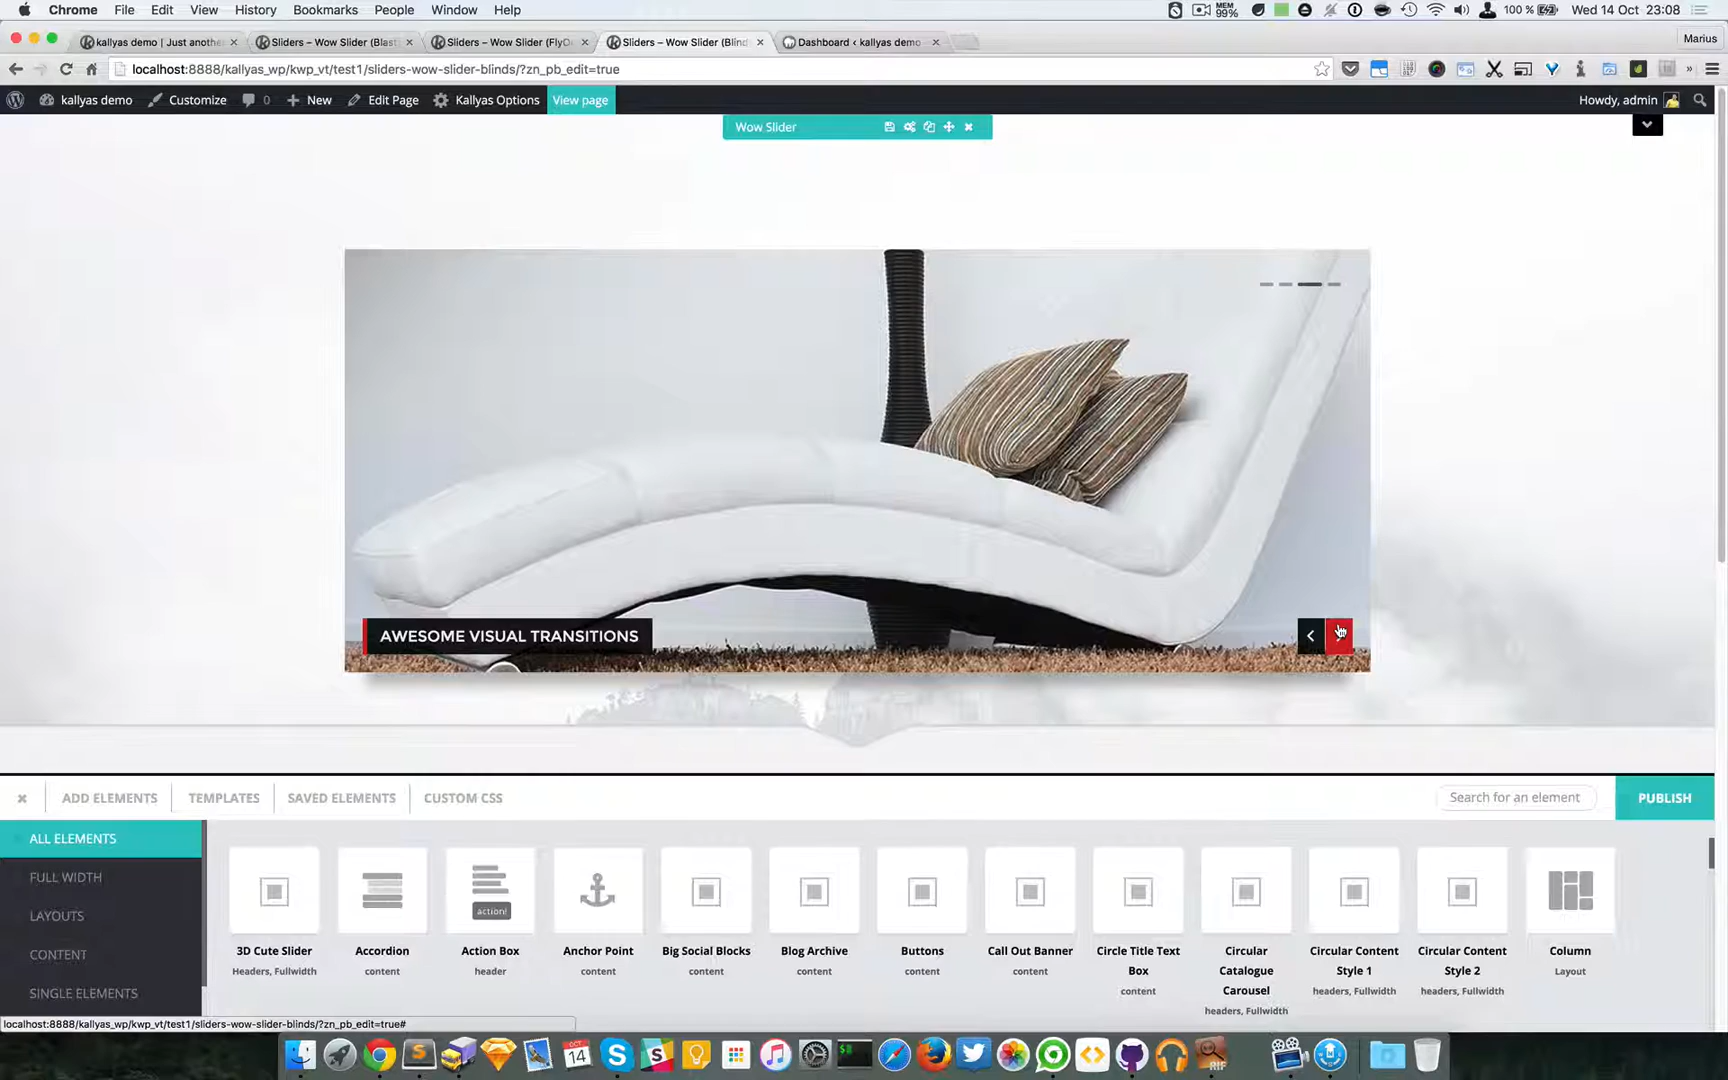 Chrome File Edit View History Bookmarks People Window Help MEM 99% 100 % Wed 14 Oct 23:08
kallyas demo | Just anothe Sliders – Wow Slider (Blast Sliders – Wow Slider (FlyO Sliders – Wow Slider (Blind Dashboard ‹ kallyas demo Marius
localhost:8888/kallyas_wp/kwp_vt/test1/sliders-wow-slider-blinds/?zn_pb_edit=true
kallyas demo Customize 0 New Edit Page Kallyas Options View page Howdy, admin
Wow Slider
AWESOME VISUAL TRANSITIONS
ADD ELEMENTS TEMPLATES SAVED ELEMENTS CUSTOM CSS Search for an element PUBLISH
ALL ELEMENTS
FULL WIDTH
LAYOUTS
CONTENT
SINGLE ELEMENTS
action!
3D Cute Slider Accordion Action Box Anchor Point Big Social Blocks Blog Archive Buttons Call Out Banner Circle Title Text Box Circular Catalogue Carousel Circular Content Style 1 Circular Content Style 2 Column
Headers, Fullwidth content header content content content content content content headers, Fullwidth headers, Fullwidth headers, Fullwidth Layout
localhost:8888/kallyas_wp/kwp_vt/test1/sliders-wow-slider-blinds/?zn_pb_edit=true#
OCT 14
RIF